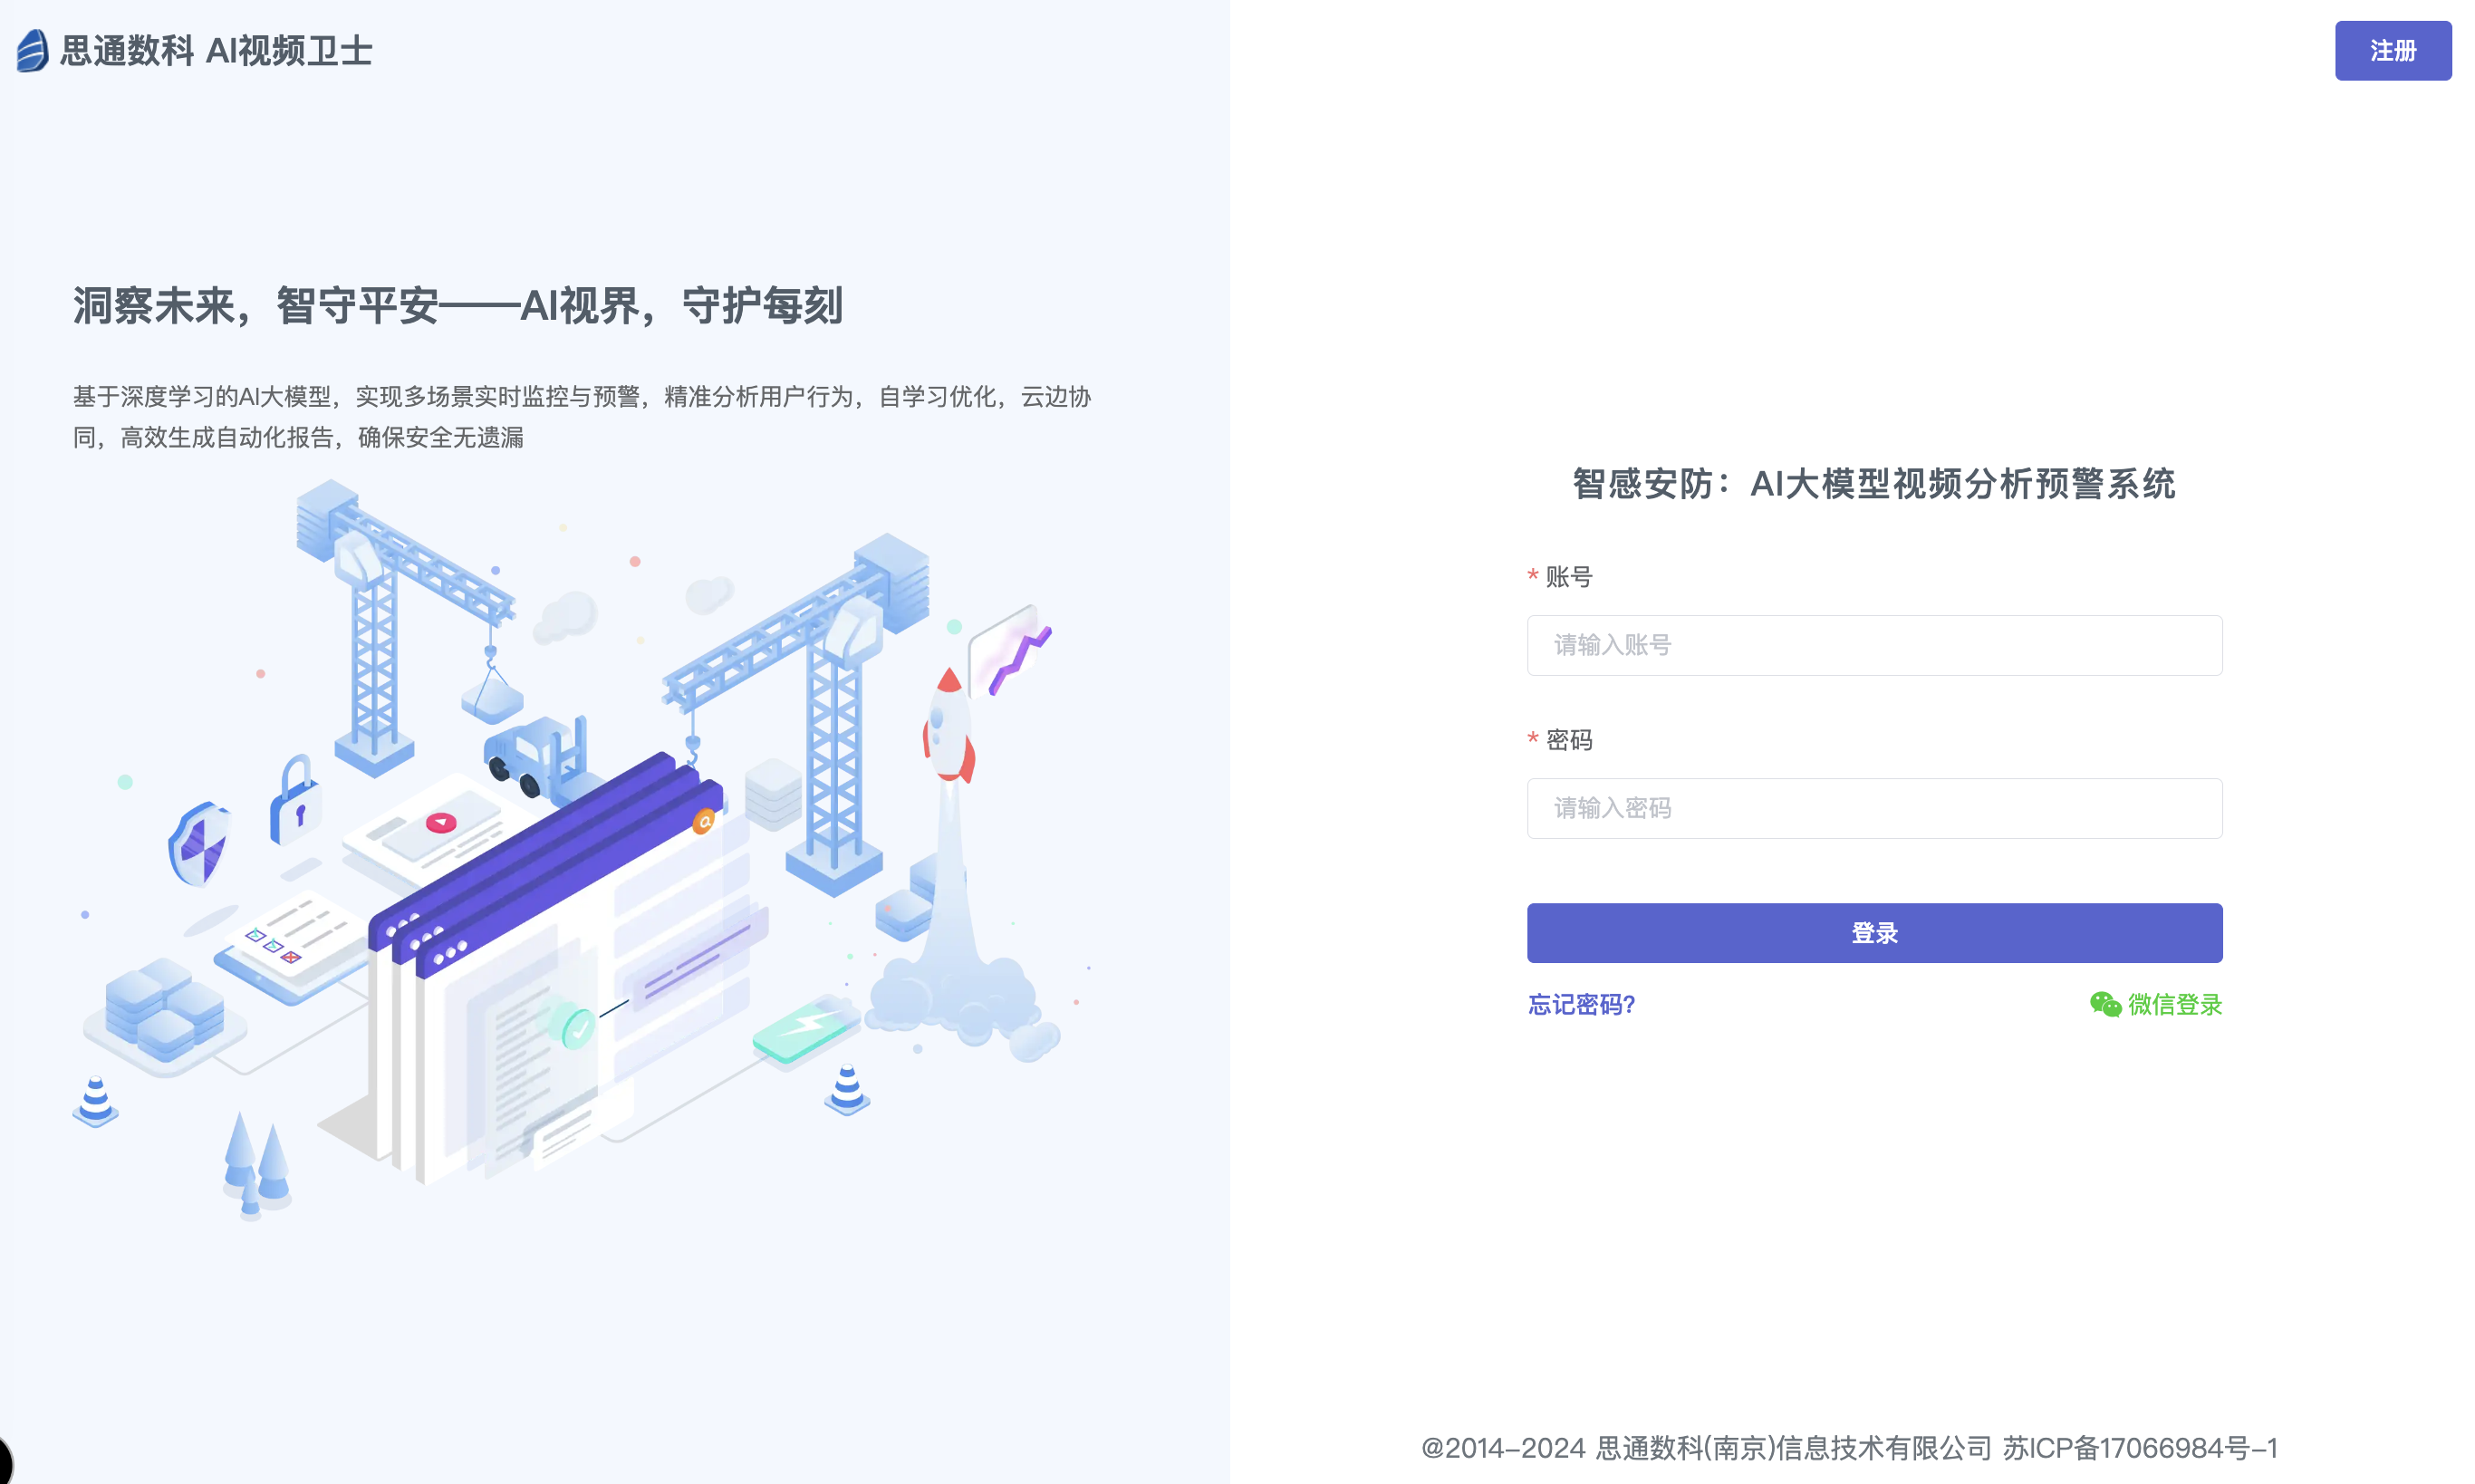 思通数科 AI视频卫士
注册
洞察未来，智守平安——AI视界，守护每刻
基于深度学习的AI大模型，实现多场景实时监控与预警，精准分析用户行为，自学习优化，云边协
同，高效生成自动化报告，确保安全无遗漏
智感安防：AI大模型视频分析预警系统
* 账号
请输入账号
* 密码
请输入密码
登录
忘记密码?
微信登录
@2014-2024 思通数科(南京)信息技术有限公司 苏ICP备17066984号-1